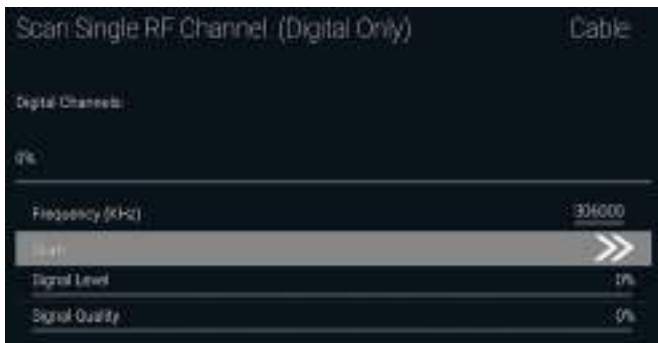 Scan Single RF Channel (Digital Only) Cable
Digital Channels:
0%
Frequency (KHz) 306000
Scan
Signal Level 0%
Signal Quality 0%